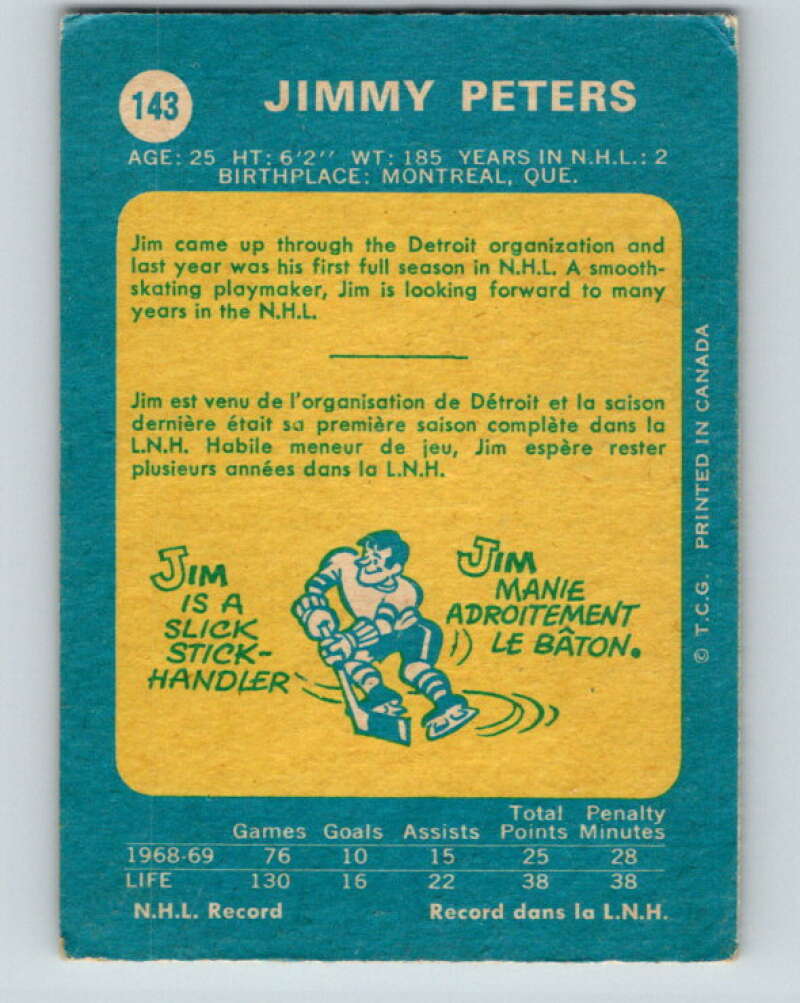 143
JIMMY PETERS
AGE: 25 HT: 6'2'' WT: 185 YEARS IN N.H.L.: 2
BIRTHPLACE: MONTREAL, QUE.
Jim came up through the Detroit organization and
last year was his first full season in N.H.L. A smooth-
skating playmaker, Jim is looking forward to many
years in the N.H.L.
Jim est venu de l'organisation de Détroit et la saison
dernière était sa première saison complète dans la
L.N.H. Habile meneur de jeu, Jim espère rester
plusieurs années dans la L.N.H.
JIM
IS A
SLICK
STICK-
HANDLER
JIM
MANIE
ADROITEMENT
LE BÂTON.
© T.C.G. PRINTED IN CANADA
Total Penalty
Games Goals Assists Points Minutes
1968-69 76 10 15 25 28
LIFE 130 16 22 38 38
N.H.L. Record Record dans la L.N.H.